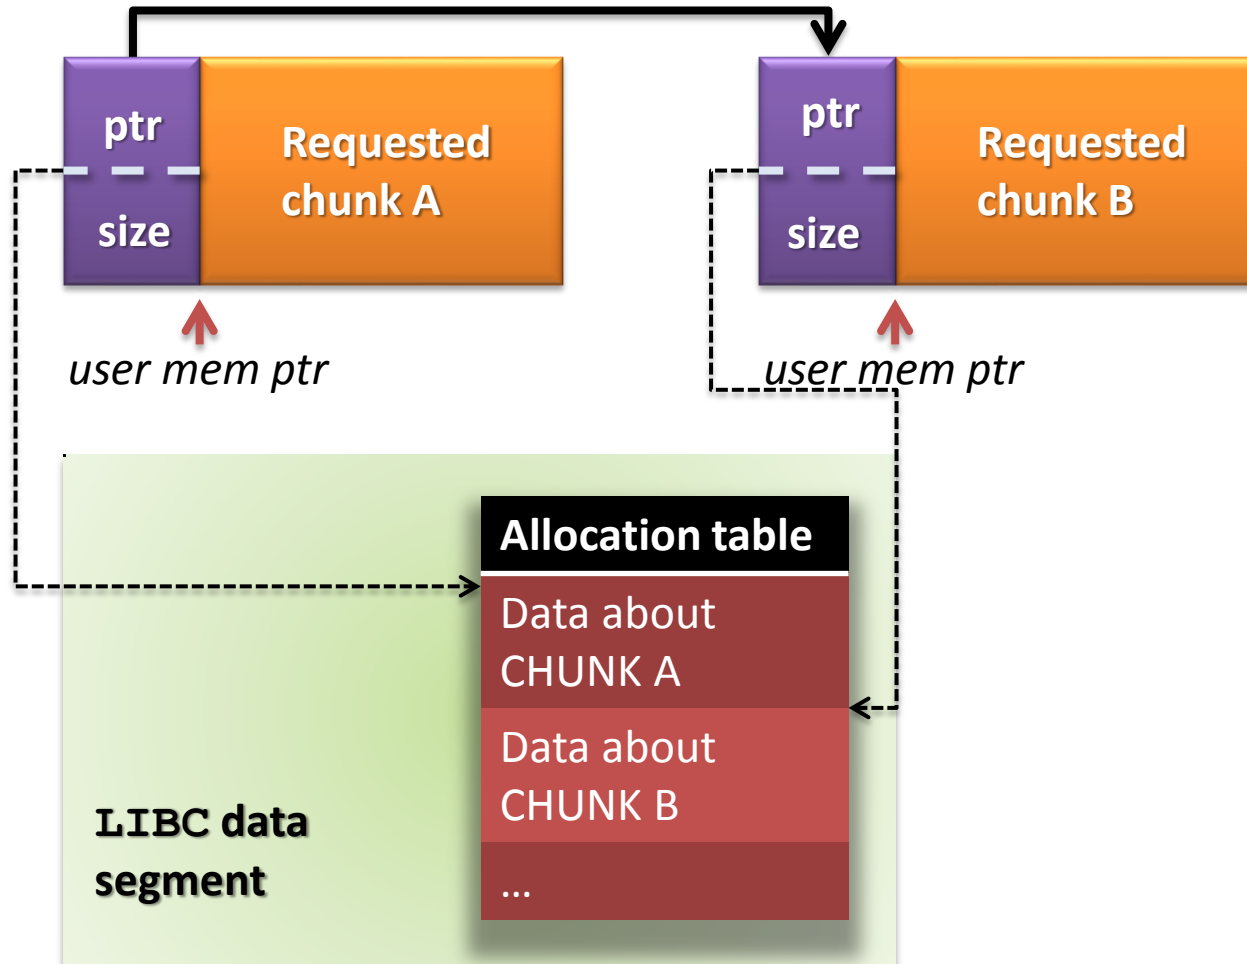 ptr
size
Requested
chunk A
user mem ptr
ptr
size
Requested
chunk B
user mem ptr
Allocation table
Data about
CHUNK A
Data about
CHUNK B
...
LIBC data
segment